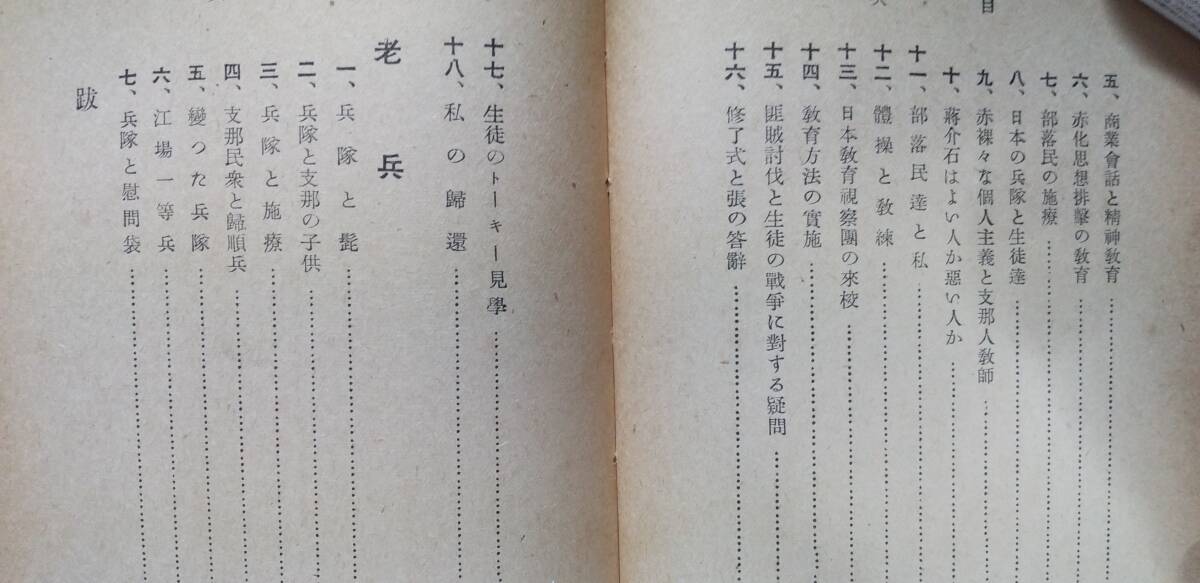 目
五、商業會話と精神教育
六、赤化思想排擊の教育
七、部落民の施療
八、日本の兵隊と生徒達
九、赤裸々な個人主義と支那人教師
十、蔣介石はよい人か惡い人か
十一、部落民達と私
十二、體操と教練
十三、日本教育視察團の來校
十四、教育方法の實施
十五、匪賊討伐と生徒の戰爭に對する疑問
十六、修了式と張の答辭
十七、生徒のトーキー見學
十八、私の歸還
老兵
一、兵隊と髭
二、兵隊と支那の子供
三、兵隊と施療
四、支那民衆と歸順兵
五、變つた兵隊
六、江場一等兵
七、兵隊と慰問袋
跋